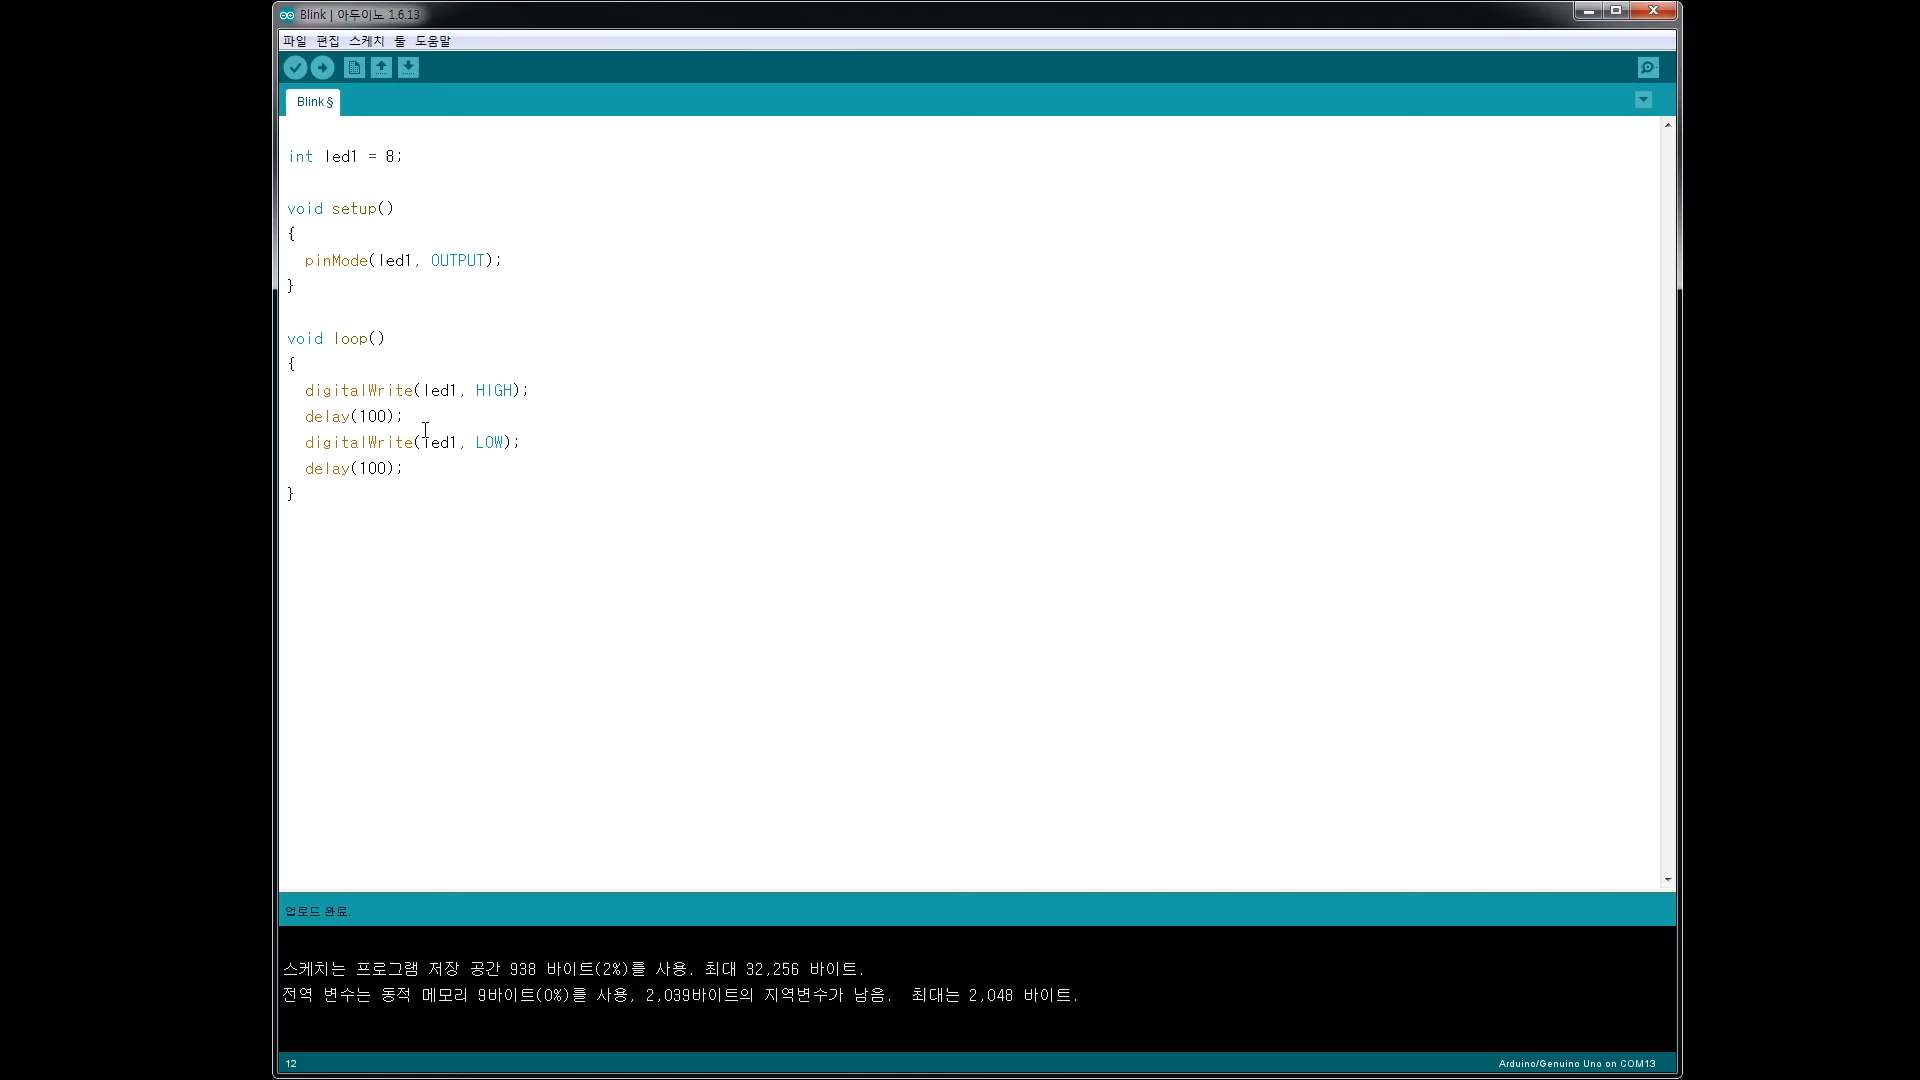 Blink | 아두이노 1.6.13
파일 편집 스케치 툴 도움말
Blink §
int led1 = 8;
void setup()
{
pinMode(led1, OUTPUT);
}
void loop()
{
digitalWrite(led1, HIGH);
delay(100);
digitalWrite(led1, LOW);
delay(100);
}
업로드 완료.
스케치는 프로그램 저장 공간 938 바이트(2%)를 사용. 최대 32,256 바이트.
전역 변수는 동적 메모리 9바이트(0%)를 사용, 2,039바이트의 지역변수가 남음.  최대는 2,048 바이트.
12
Arduino/Genuino Uno on COM13